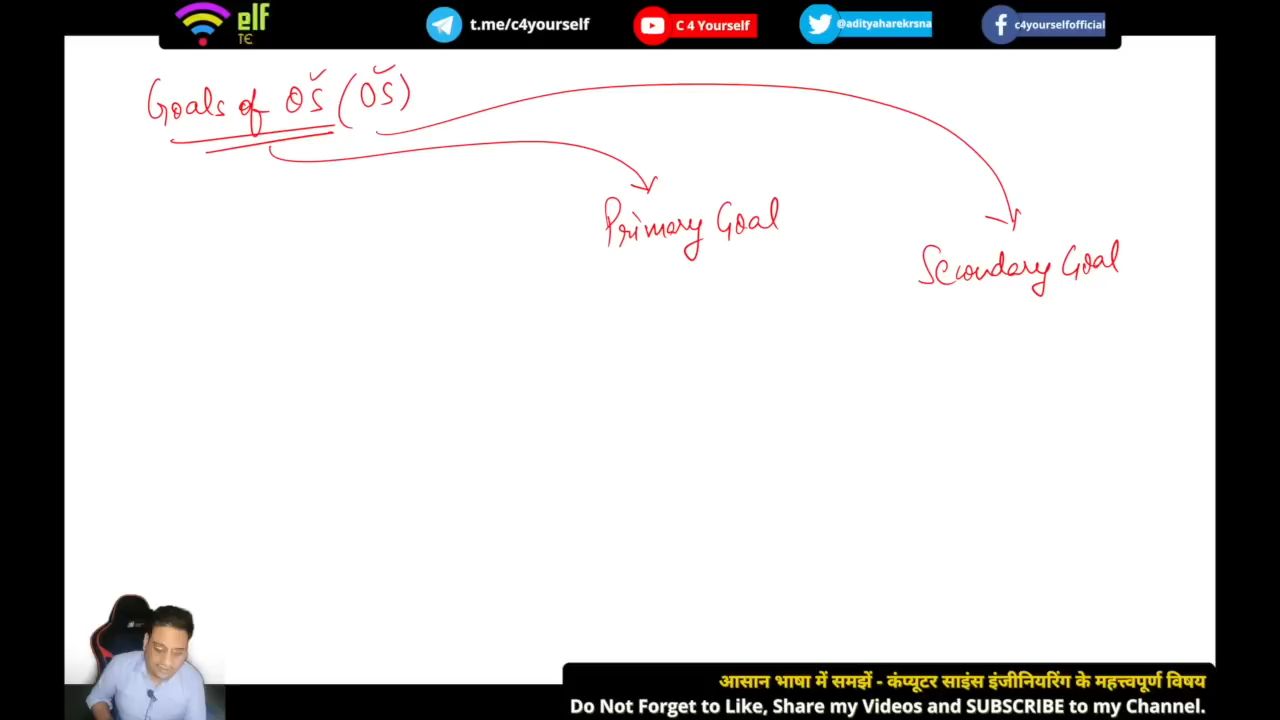 elf
TE
t.me/c4yourself
C 4 Yourself
@adityaharekrsna
c4yourselfofficial
Goals of OS (OS)
Primary Goal
Secondary Goal
आसान भाषा में समझें - कंप्यूटर साइंस इंजीनियरिंग के महत्त्वपूर्ण विषय
Do Not Forget to Like, Share my Videos and SUBSCRIBE to my Channel.